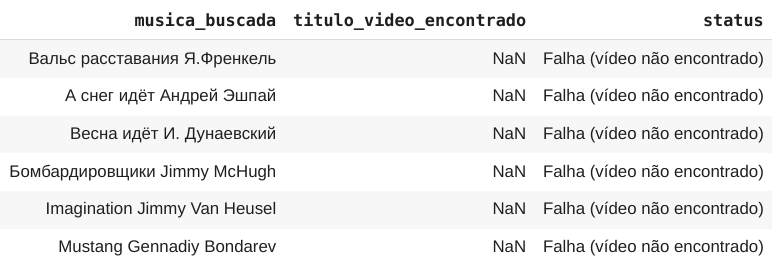 musica_buscada titulo_video_encontrado status
Вальс расставания Я.Френкель NaN Falha (vídeo não encontrado)
А снег идёт Андрей Эшпай NaN Falha (vídeo não encontrado)
Весна идёт И. Дунаевский NaN Falha (vídeo não encontrado)
Бомбардировщики Jimmy McHugh NaN Falha (vídeo não encontrado)
Imagination Jimmy Van Heusel NaN Falha (vídeo não encontrado)
Mustang Gennadiy Bondarev NaN Falha (vídeo não encontrado)